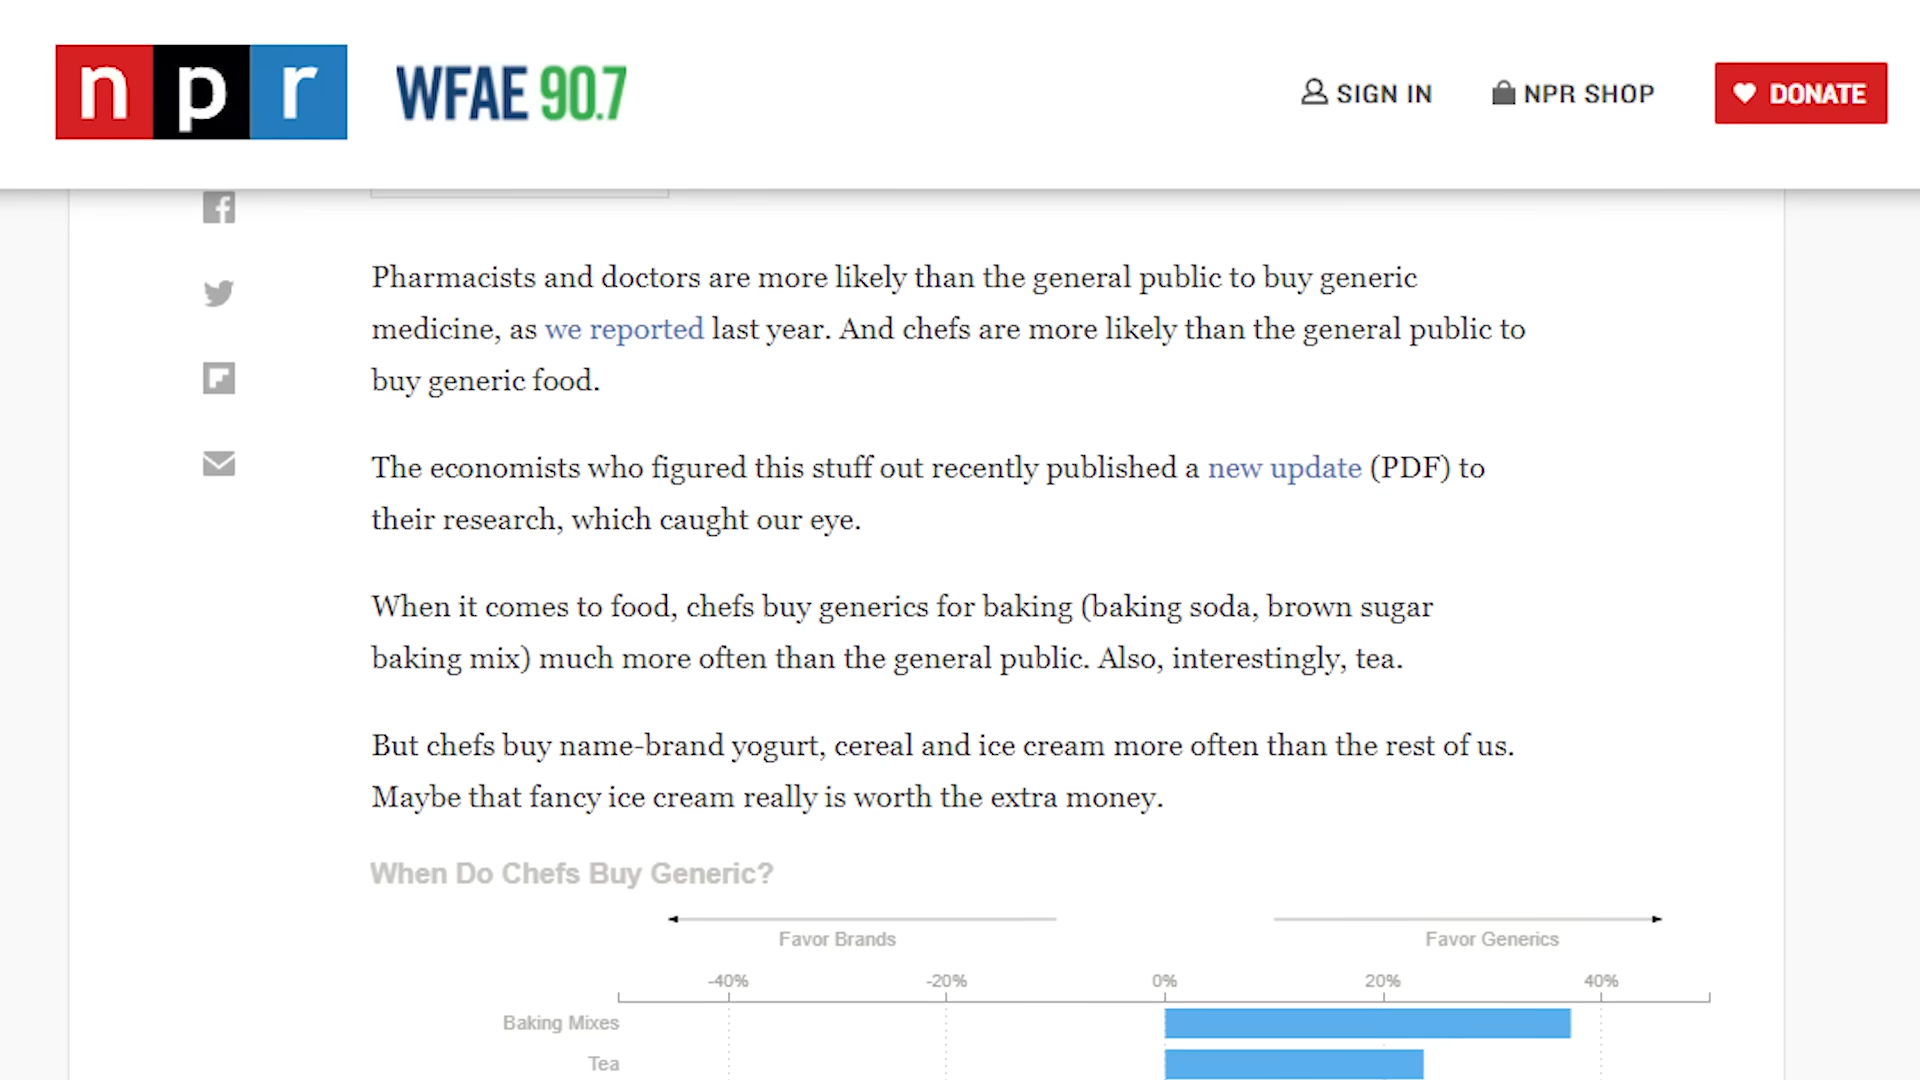 npr WFAE 90.7 SIGN IN NPR SHOP DONATE
Pharmacists and doctors are more likely than the general public to buy generic
medicine, as we reported last year. And chefs are more likely than the general public to
buy generic food.
The economists who figured this stuff out recently published a new update (PDF) to
their research, which caught our eye.
When it comes to food, chefs buy generics for baking (baking soda, brown sugar
baking mix) much more often than the general public. Also, interestingly, tea.
But chefs buy name-brand yogurt, cereal and ice cream more often than the rest of us.
Maybe that fancy ice cream really is worth the extra money.
When Do Chefs Buy Generic?
Favor Brands Favor Generics
-40% -20% 0% 20% 40%
Baking Mixes
Tea